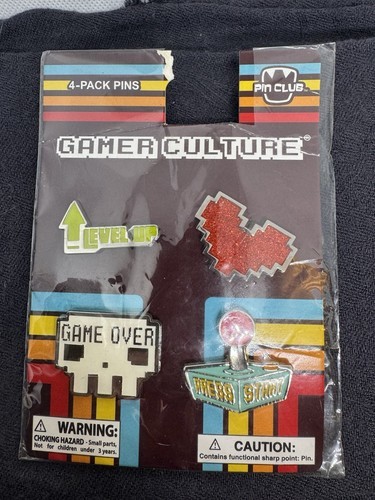 4-PACK PINS
PIN CLUB
GAMER CULTURE®
LEVEL UP
GAME OVER
PRESS START
WARNING:
CHOKING HAZARD - Small parts,
Not for children under 3 years.
CAUTION:
Contains functional sharp point: Pin.